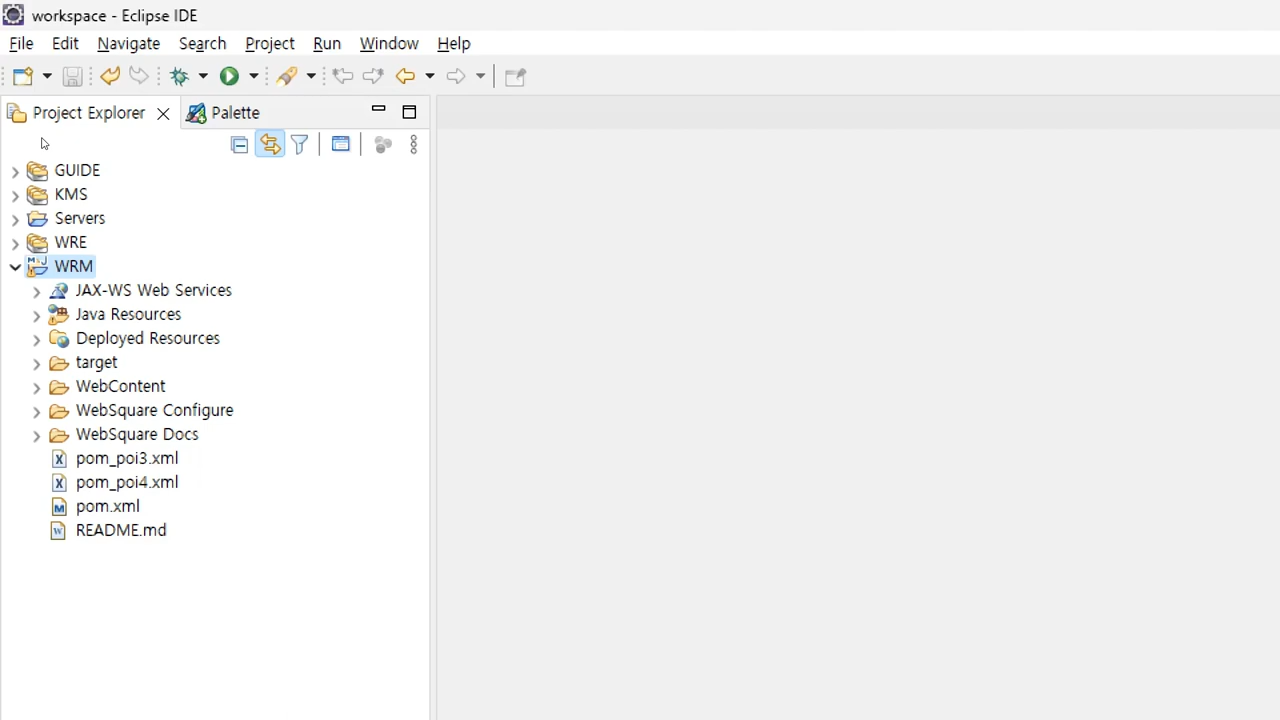 workspace - Eclipse IDE
File Edit Navigate Search Project Run Window Help
Project Explorer Palette
GUIDE
KMS
Servers
WRE
WRM
JAX-WS Web Services
Java Resources
Deployed Resources
target
WebContent
WebSquare Configure
WebSquare Docs
pom_poi3.xml
pom_poi4.xml
pom.xml
README.md